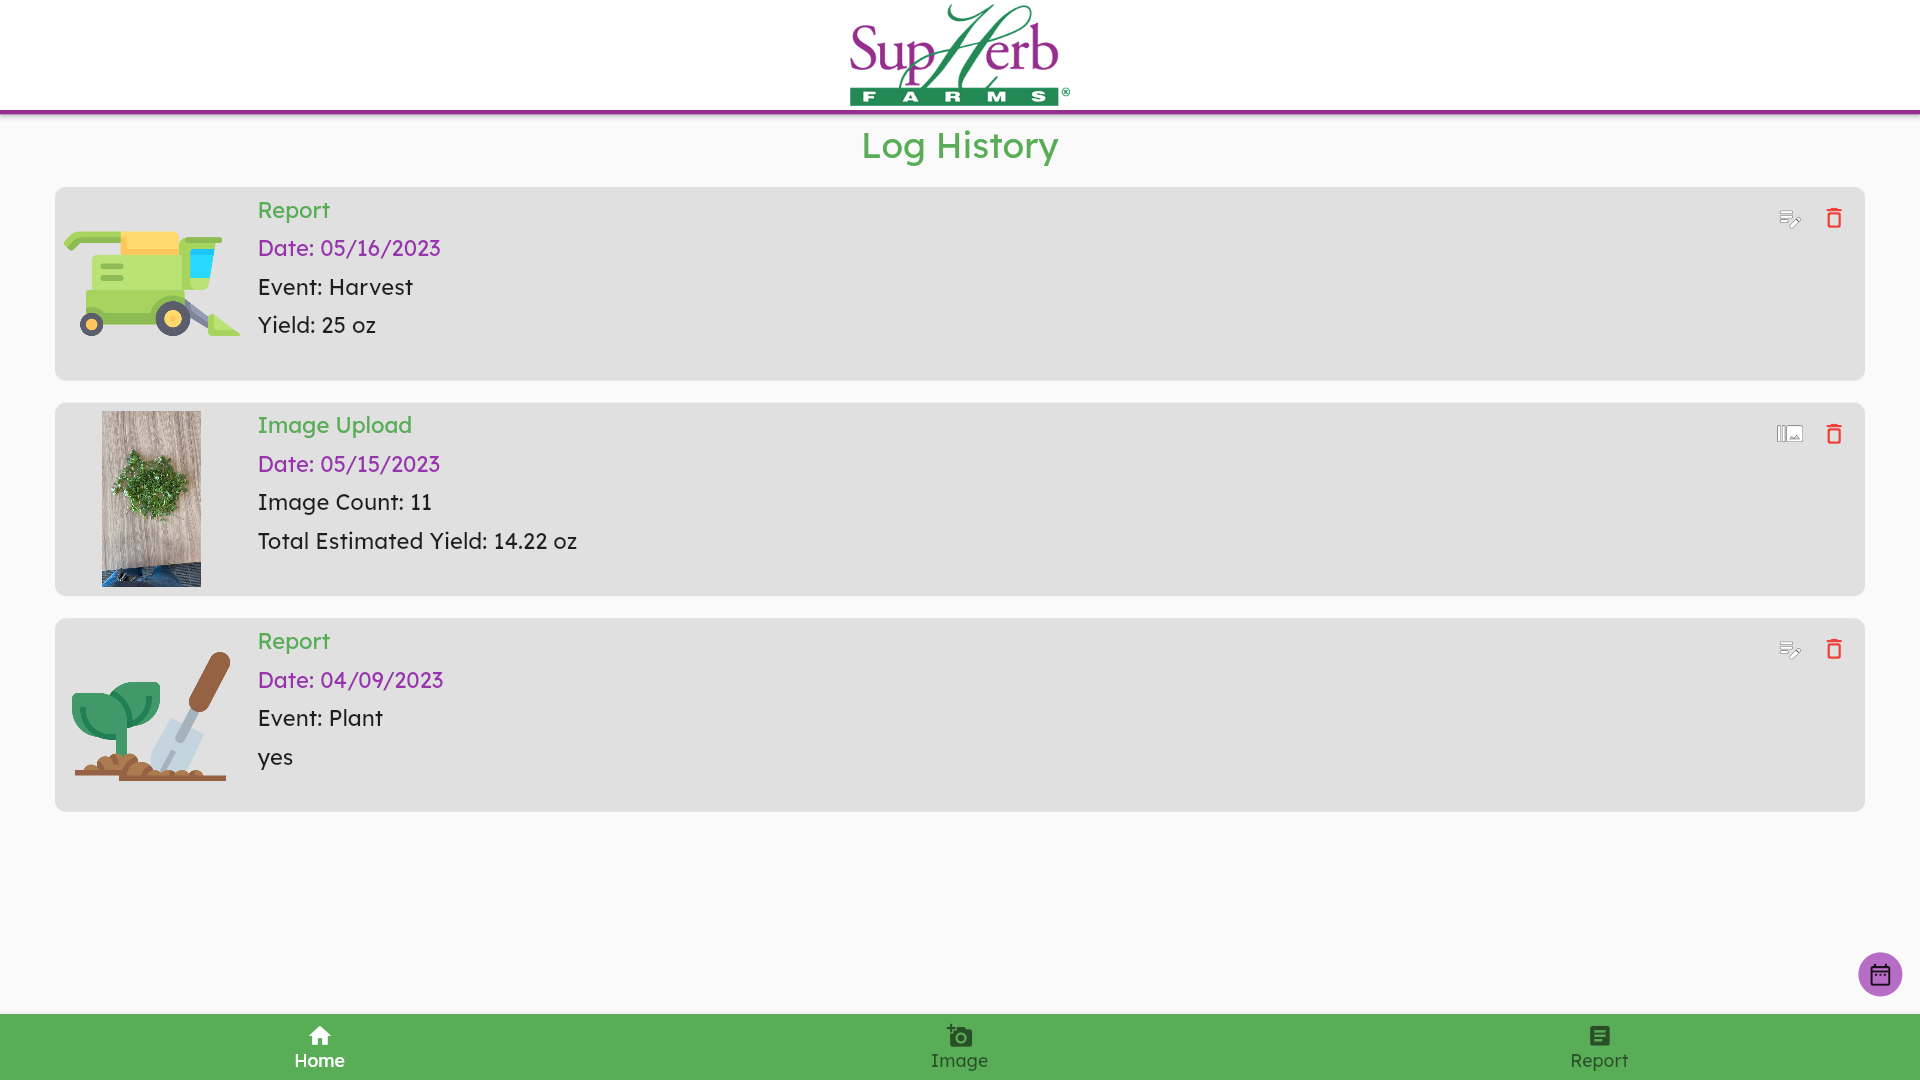 SupHerb
FARMS®
Log History
Report
Date: 05/16/2023
Event: Harvest
Yield: 25 oz
Image Upload
Date: 05/15/2023
Image Count: 11
Total Estimated Yield: 14.22 oz
Report
Date: 04/09/2023
Event: Plant
yes
Home
Image
Report